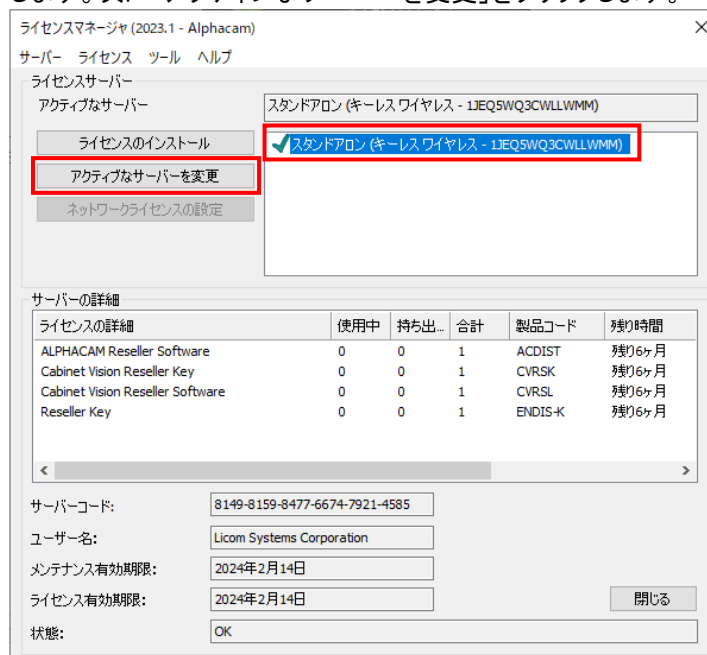 ライセンスマネージャ (2023.1 - Alphacam)
サーバー ライセンス ツール ヘルプ
ライセンスサーバー
アクティブなサーバー スタンドアロン (キーレス ワイヤレス - 1JEQ5WQ3CWLLWMM)
ライセンスのインストール
スタンドアロン (キーレス ワイヤレス - 1JEQ5WQ3CWLLWMM)
アクティブなサーバーを変更
ネットワークライセンスの設定
サーバーの詳細
ライセンスの詳細 使用中 持ち出... 合計 製品コード 残り時間
ALPHACAM Reseller Software 0 0 1 ACDIST 残り6ヶ月
Cabinet Vision Reseller Key 0 0 1 CVRSK 残り6ヶ月
Cabinet Vision Reseller Software 0 0 1 CVRSL 残り6ヶ月
Reseller Key 0 0 1 ENDIS-K 残り6ヶ月
サーバーコード: 8149-8159-8477-6674-7921-4585
ユーザー名: Licom Systems Corporation
メンテナンス有効期限: 2024年2月14日
ライセンス有効期限: 2024年2月14日
閉じる
状態: OK